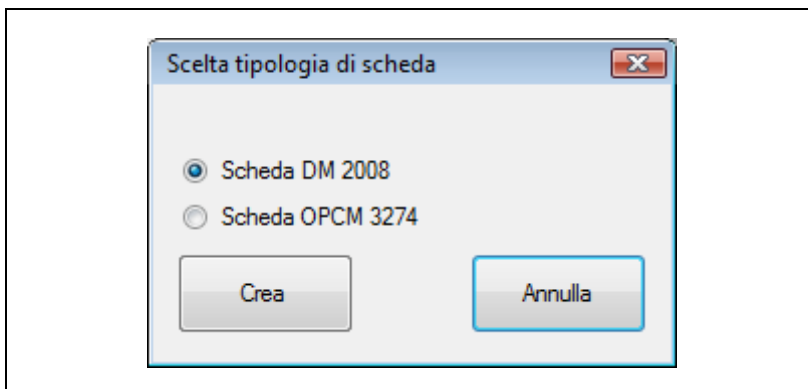 Scelta tipologia di scheda
Scheda DM 2008
Scheda OPCM 3274
Crea Annulla